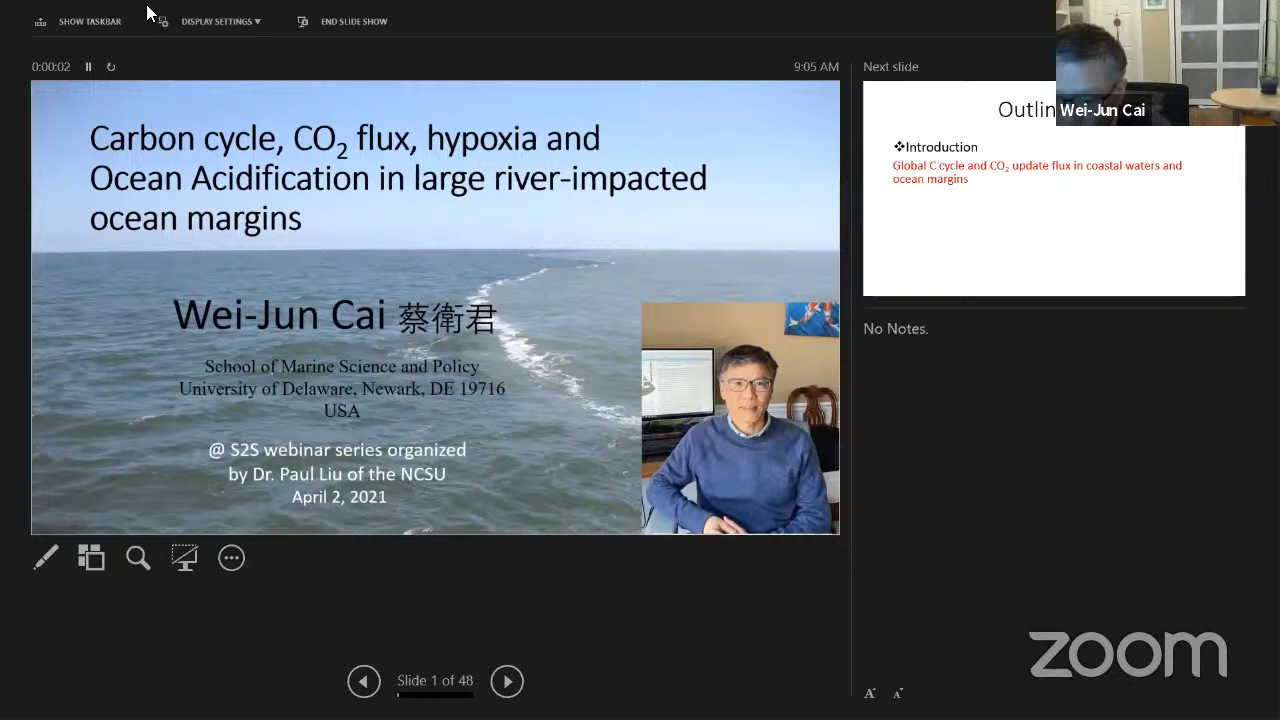 SHOW TASKBAR
DISPLAY SETTINGS ▾
END SLIDE SHOW
0:00:02
9:05 AM
Carbon cycle, CO₂ flux, hypoxia and
Ocean Acidification in large river-impacted
ocean margins
Wei-Jun Cai 蔡衛君
School of Marine Science and Policy
University of Delaware, Newark, DE 19716
USA
@ S2S webinar series organized
by Dr. Paul Liu of the NCSU
April 2, 2021
Slide 1 of 48
Next slide
Outlin
❖Introduction
Global C cycle and CO₂ update flux in coastal waters and
ocean margins
Wei-Jun Cai
No Notes.
A A
zoom